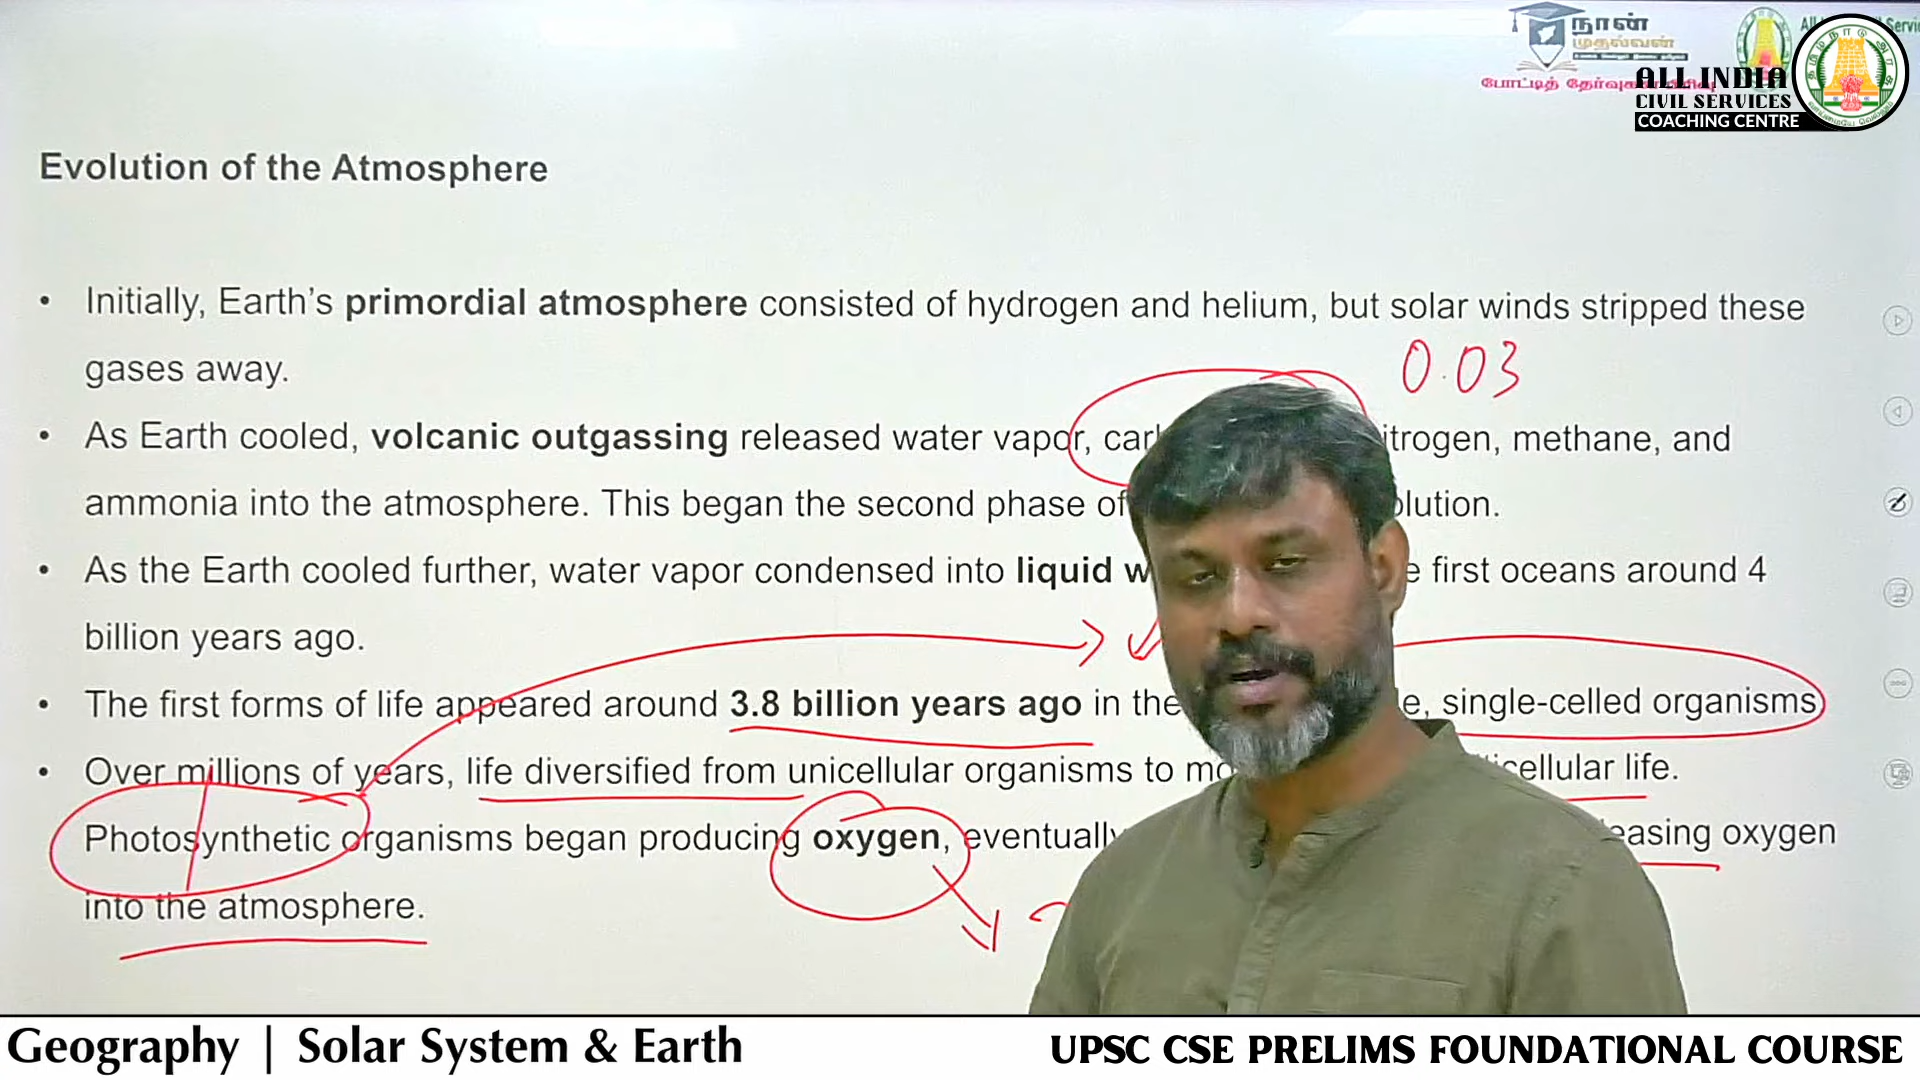 நான்
முதல்வன்
போட்டித்
ALL INDIA
CIVIL SERVICES
COACHING CENTRE
Evolution of the Atmosphere
0.03
• Initially, Earth’s primordial atmosphere consisted of hydrogen and helium, but solar winds stripped these
gases away.
• As Earth cooled, volcanic outgassing released water vapor, car itrogen, methane, and
ammonia into the atmosphere. This began the second phase of olution.
• As the Earth cooled further, water vapor condensed into liquid w e first oceans around 4
billion years ago.
• The first forms of life appeared around 3.8 billion years ago in the e, single-celled organisms
• Over millions of years, life diversified from unicellular organisms to mo icellular life.
Photosynthetic organisms began producing oxygen, eventually easing oxygen
into the atmosphere.
Geography | Solar System & Earth
UPSC CSE PRELIMS FOUNDATIONAL COURSE